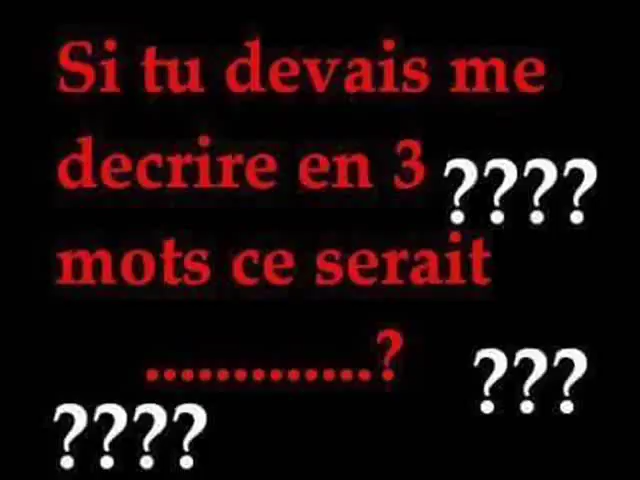 Si tu devais me
decrire en 3 ????
mots ce serait
.............?
???
????